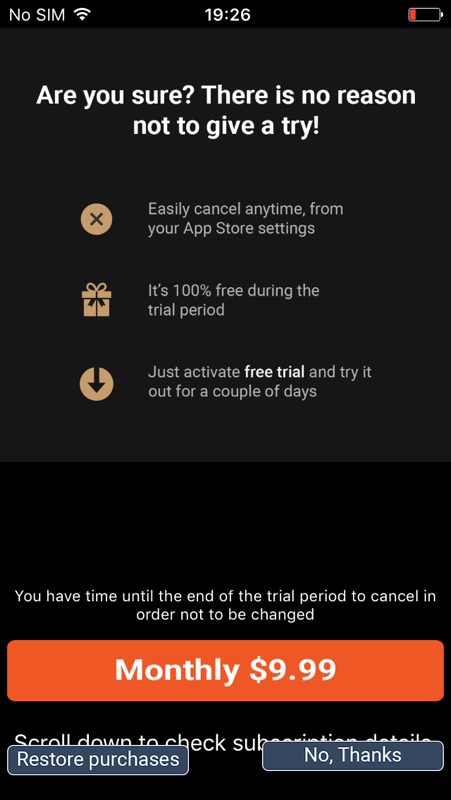 No SIM 19:26
Are you sure? There is no reason
not to give a try!
Easily cancel anytime, from
your App Store settings
It's 100% free during the
trial period
Just activate free trial and try it
out for a couple of days
You have time until the end of the trial period to cancel in
order not to be changed
Monthly $9.99
Scroll down to check subscription details
Restore purchases
No, Thanks